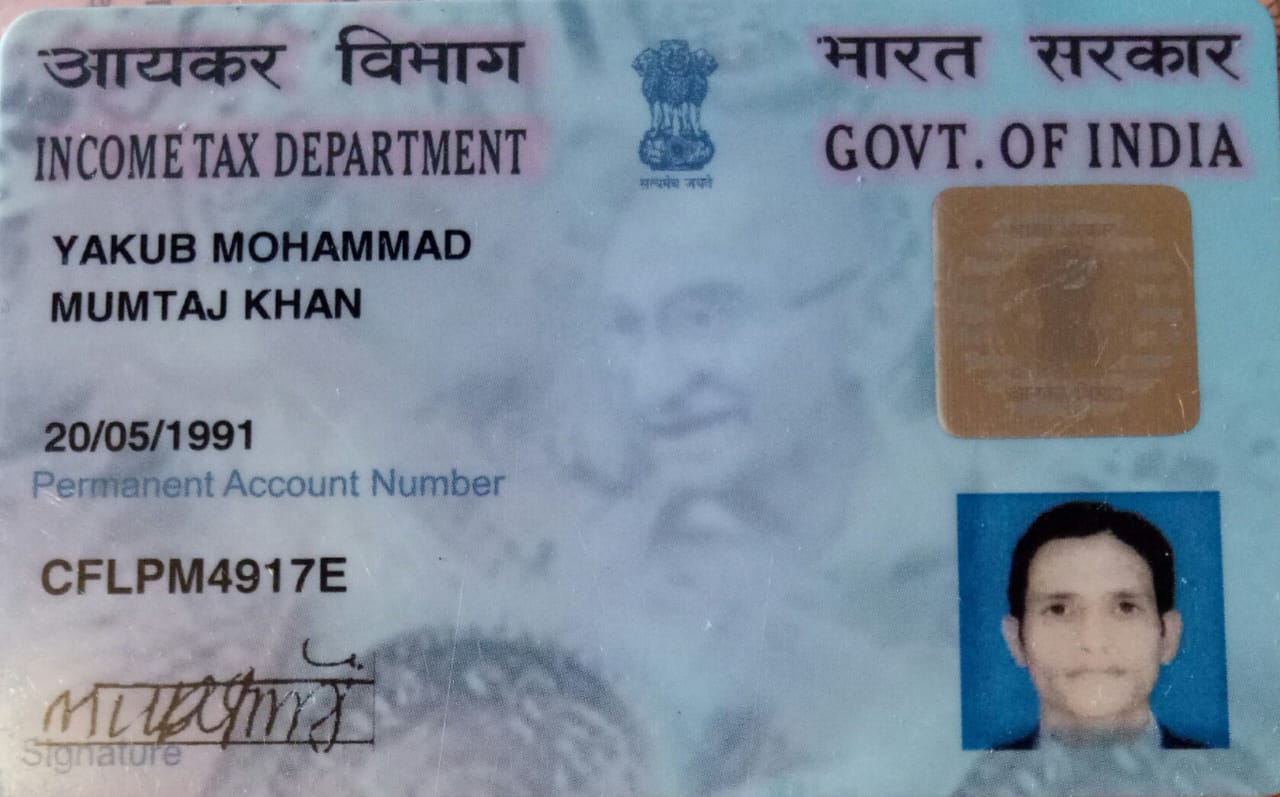 आयकर विभाग
भारत सरकार
INCOME TAX DEPARTMENT
GOVT. OF INDIA
सत्यमेव जयते
YAKUB MOHAMMAD
MUMTAJ KHAN
20/05/1991
Permanent Account Number
CFLPM4917E
Signature